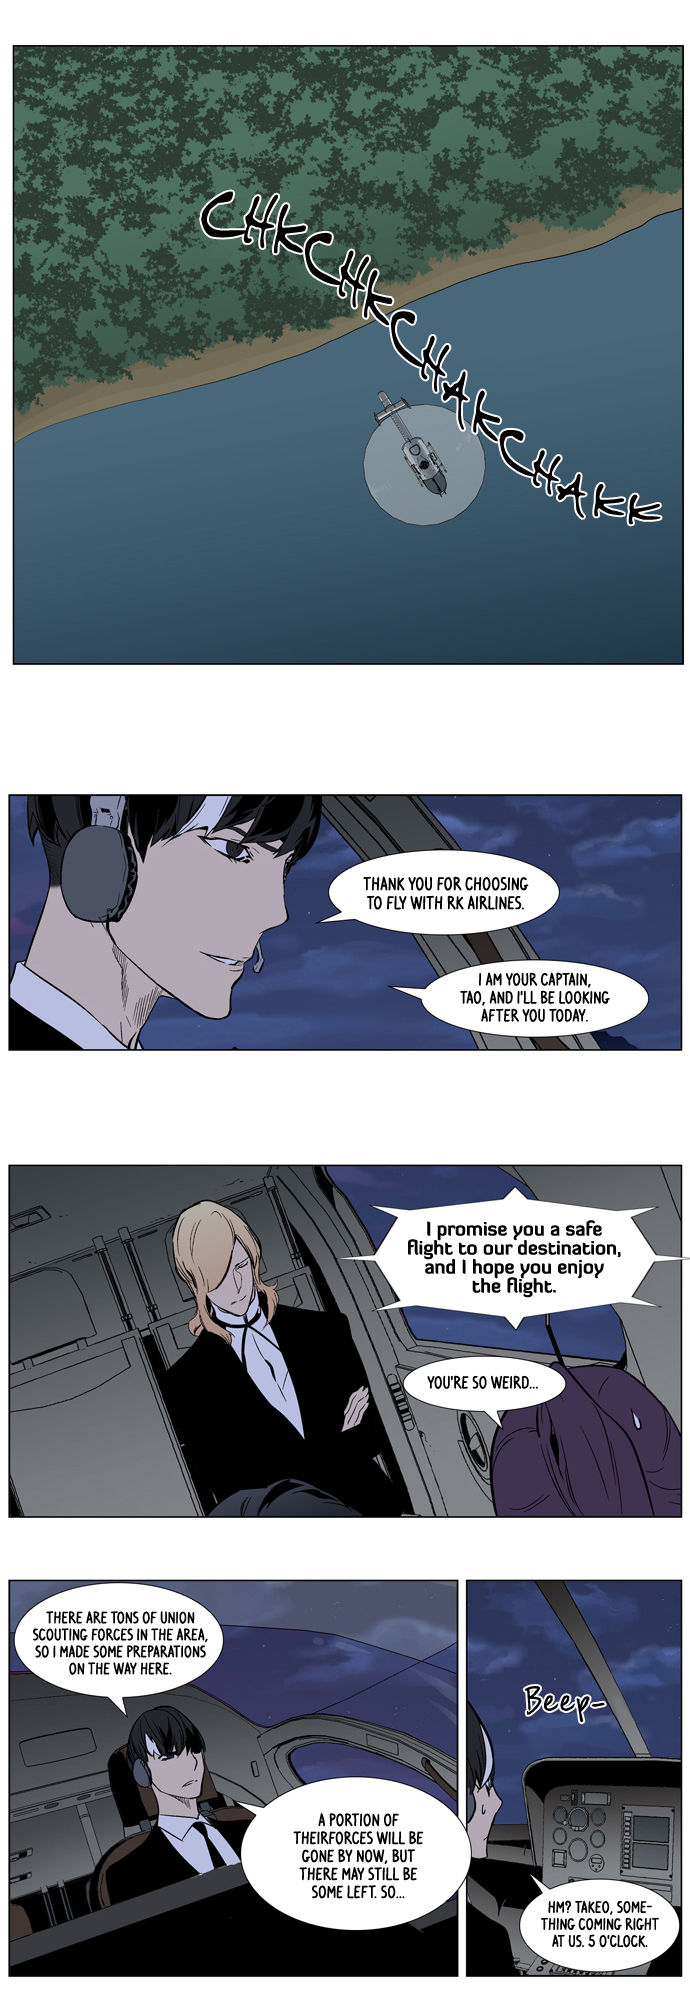 CHKCHKCHAKCHAKK
THANK YOU FOR CHOOSING
TO FLY WITH RK AIRLINES.
I AM YOUR CAPTAIN,
TAO, AND I'LL BE LOOKING
AFTER YOU TODAY.
I promise you a safe
flight to our destination,
and I hope you enjoy
the flight.
YOU'RE SO WEIRD...
THERE ARE TONS OF UNION
SCOUTING FORCES IN THE AREA,
SO I MADE SOME PREPARATIONS
ON THE WAY HERE.
A PORTION OF
THEIRFORCES WILL BE
GONE BY NOW, BUT
THERE MAY STILL BE
SOME LEFT. SO...
Beep-
HM? TAKEO, SOME-
THING COMING RIGHT
AT US. 5 O'CLOCK.